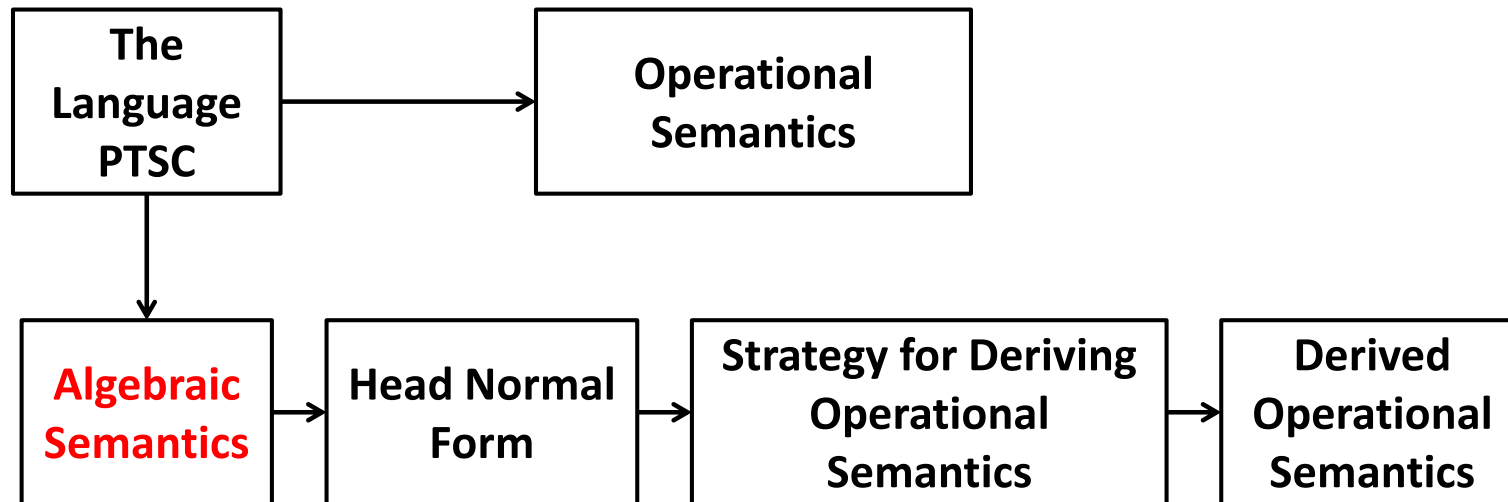 The
Language
PTSC
Operational
Semantics
Algebraic
Semantics
Head Normal
Form
Strategy for Deriving
Operational
Semantics
Derived
Operational
Semantics